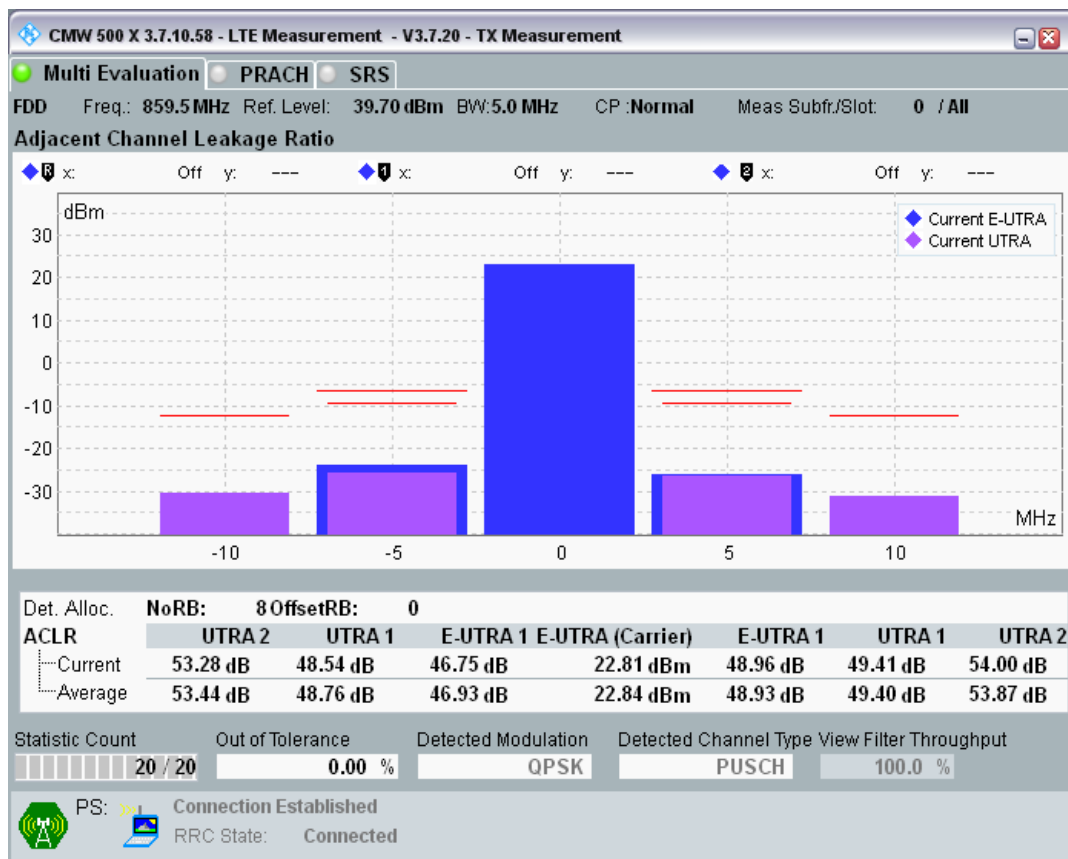 CMW 500 X 3.7.10.58 - LTE Measurement - V3.7.20 - TX Measurement
Multi Evaluation PRACH SRS
FDD Freq.: 859.5 MHz Ref. Level: 39.70 dBm BW:5.0 MHz CP :Normal Meas Subfr./Slot: 0 / All
Adjacent Channel Leakage Ratio
R x: Off y: --- 1 x: Off y: --- 2 x: Off y: ---
dBm
Current E-UTRA
Current UTRA
30
20
10
0
-10
-20
-30
MHz
-10 -5 0 5 10
Det. Alloc. NoRB: 8 OffsetRB: 0
ACLR UTRA 2 UTRA 1 E-UTRA 1 E-UTRA (Carrier) E-UTRA 1 UTRA 1 UTRA 2
Current 53.28 dB 48.54 dB 46.75 dB 22.81 dBm 48.96 dB 49.41 dB 54.00 dB
Average 53.44 dB 48.76 dB 46.93 dB 22.84 dBm 48.93 dB 49.40 dB 53.87 dB
Statistic Count Out of Tolerance Detected Modulation Detected Channel Type View Filter Throughput
20 / 20 0.00 % QPSK PUSCH 100.0 %
PS: Connection Established
RRC State: Connected